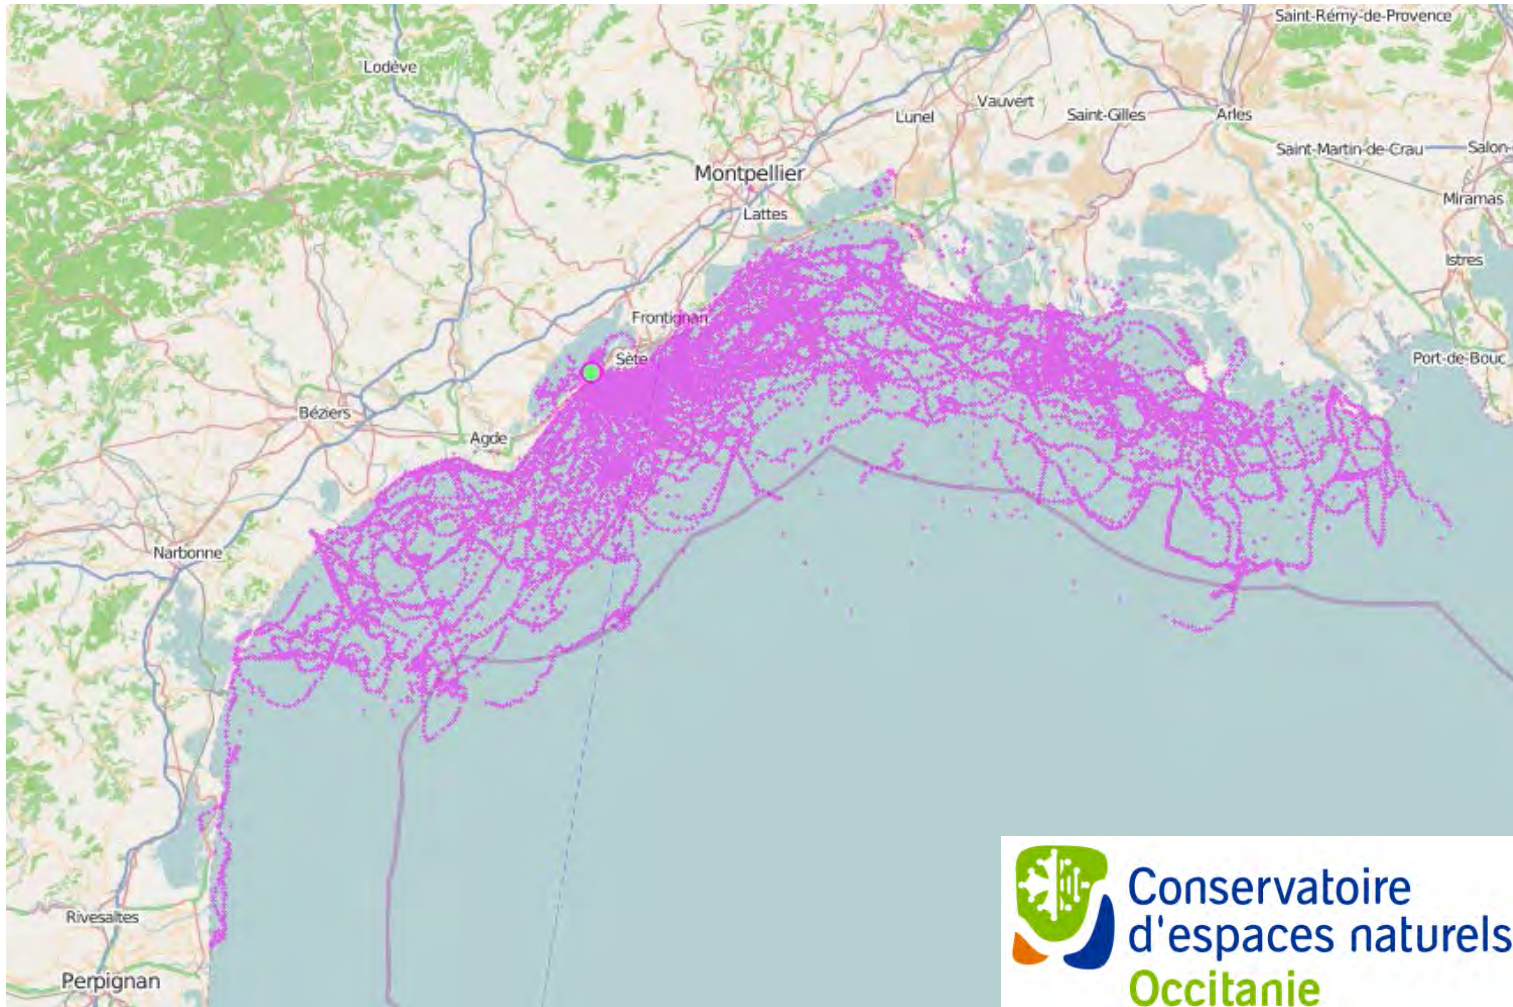 Saint-Rémy-de-Provence
Lodève
Vauvert
Lunel
Saint-Gilles
Arles
Saint-Martin-de-Crau
Salon-
Montpellier
Miramas
Lattes
Istres
Frontignan
Sète
Port-de-Bouc
Béziers
Agde
Narbonne
Rivesaltes
Perpignan
Conservatoire
d'espaces naturels
Occitanie